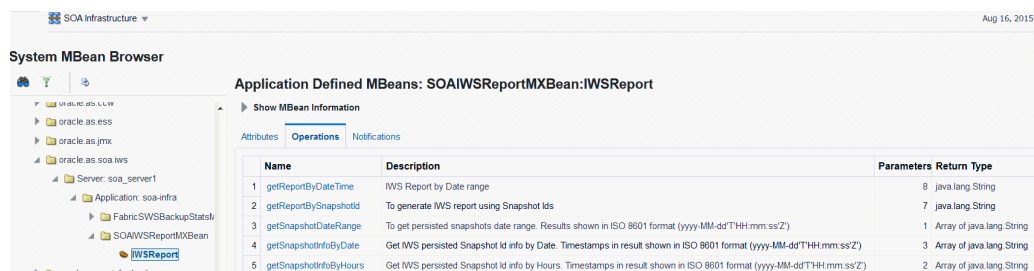 SOA Infrastructure
Aug 16, 2015
System MBean Browser
oracle.as.ccw
oracle.as.ess
oracle.as.jmx
oracle.as.soa.iws
Server: soa_server1
Application: soa-infra
FabricSWSBackupStatsM
SOAIWSReportMXBean
IWSReport
Application Defined MBeans: SOAIWSReportMXBean:IWSReport
Show MBean Information
Attributes Operations Notifications
Name Description Parameters Return Type
1 getReportByDateTime IWS Report by Date range 8 java.lang.String
2 getReportBySnapshotId To generate IWS report using Snapshot Ids 7 java.lang.String
3 getSnapshotDateRange To get persisted snapshots date range. Results shown in ISO 8601 format (yyyy-MM-dd'T'HH:mm:ss'Z') 1 Array of java.lang.String
4 getSnapshotInfoByDate Get IWS persisted Snapshot Id info by Date. Timestamps in result shown in ISO 8601 format (yyyy-MM-dd'T'HH:mm:ss'Z') 3 Array of java.lang.String
5 getSnapshotInfoByHours Get IWS persisted Snapshot Id info by Hours. Timestamps in result shown in ISO 8601 format (yyyy-MM-dd'T'HH:mm:ss'Z') 2 Array of java.lang.String